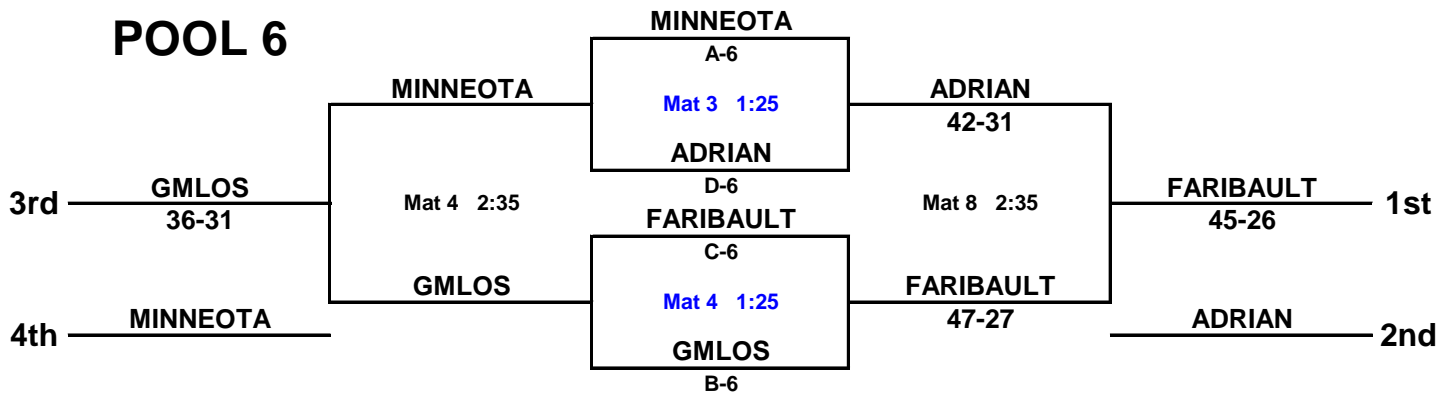 POOL 6
MINNEOTA
A-6
MINNEOTA
Mat 3 1:25
ADRIAN
42-31
ADRIAN
D-6
3rd
GMLOS
36-31
Mat 4 2:35
Mat 8 2:35
FARIBAULT
45-26
1st
FARIBAULT
C-6
GMLOS
Mat 4 1:25
FARIBAULT
47-27
4th
MINNEOTA
ADRIAN
2nd
GMLOS
B-6